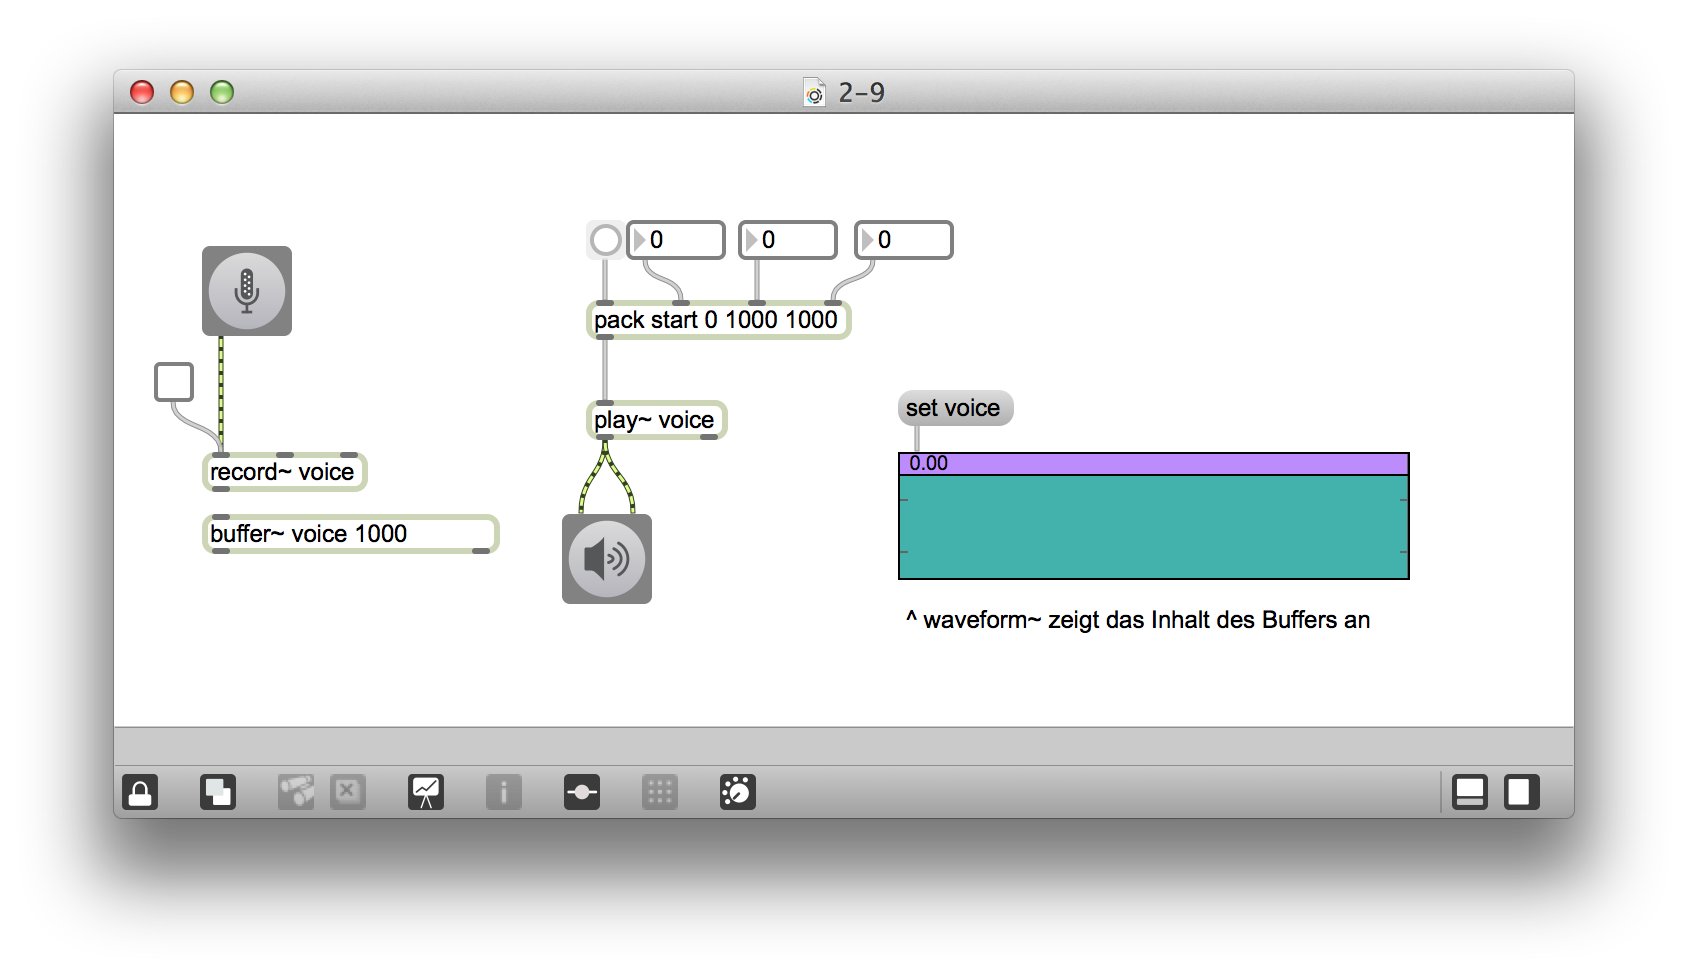 2-9
0
0
0
pack start 0 1000 1000
play~ voice
set voice
0.00
record~ voice
buffer~ voice 1000
^ waveform~ zeigt das Inhalt des Buffers an